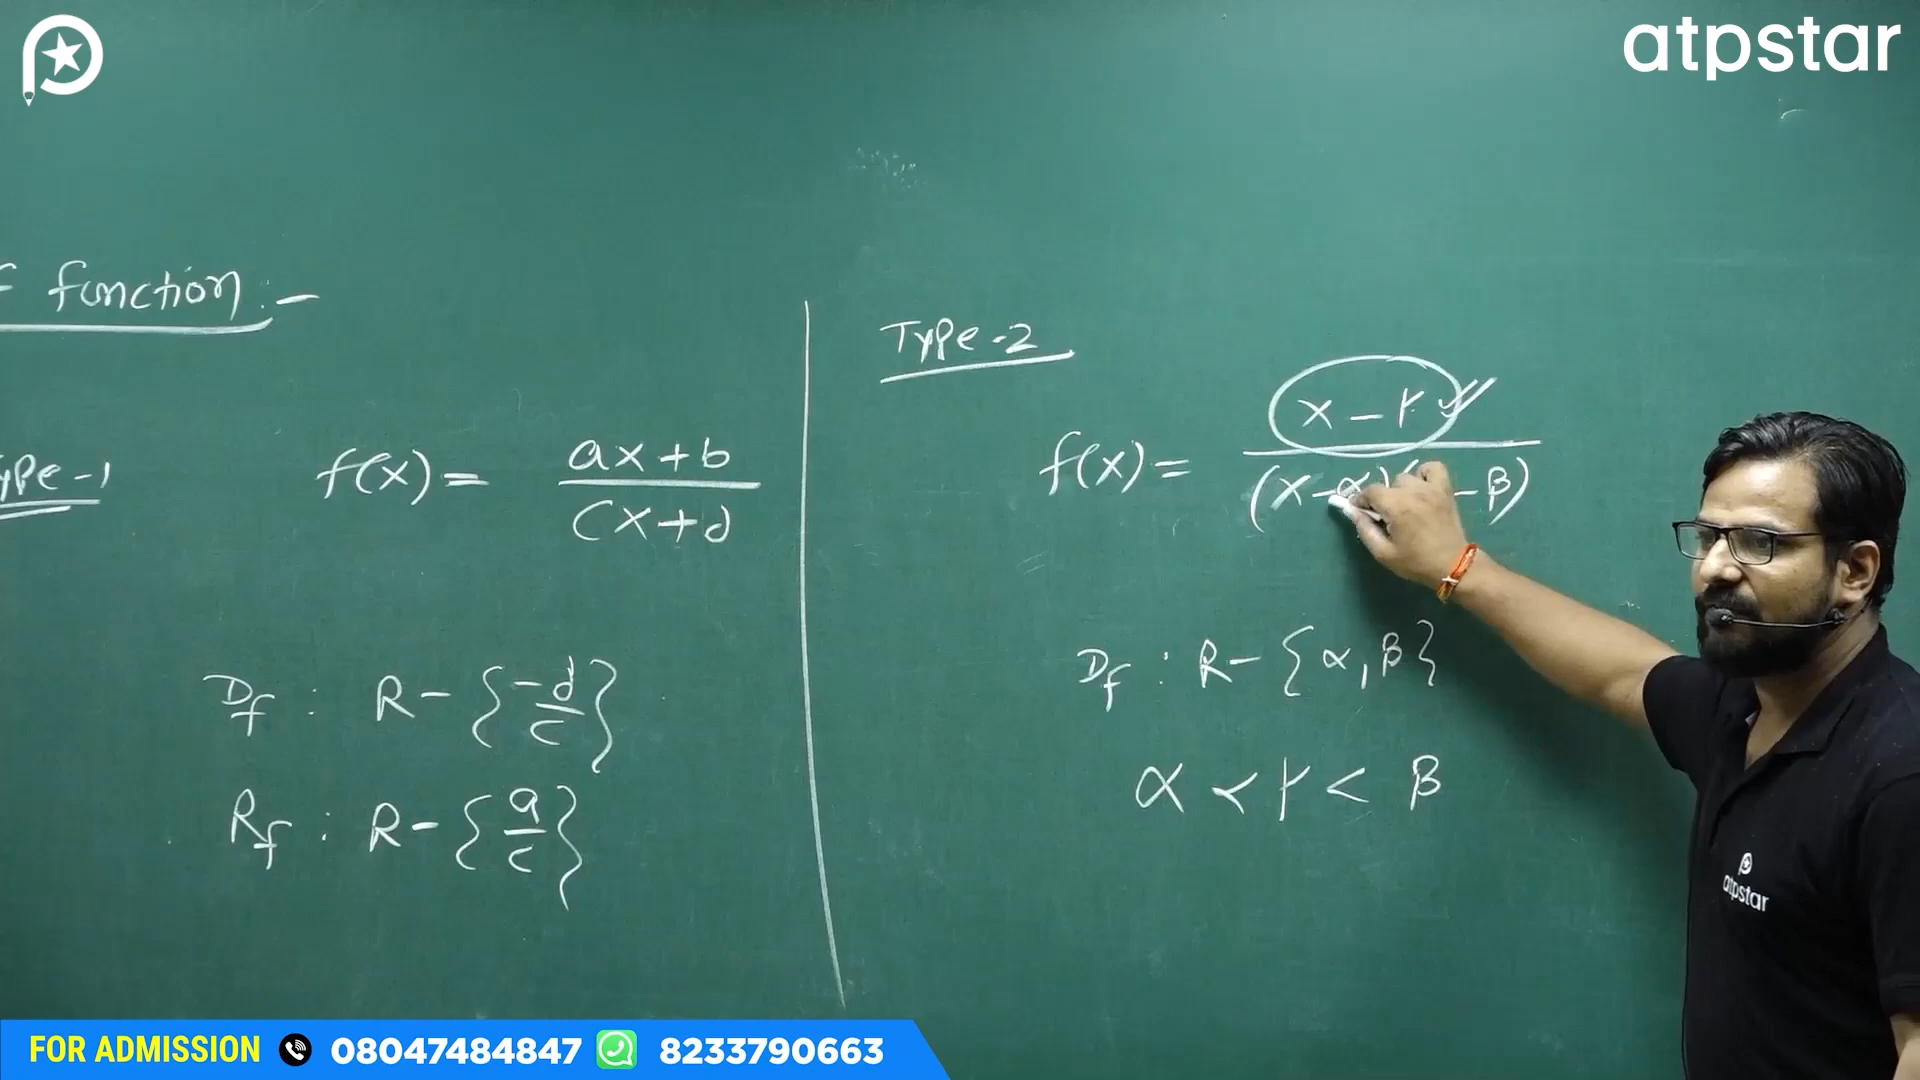 atpstar
function :-
Type-2
x - r
f(x) =
(x-α) - β)
Type-1
ax+b
f(x) =
cx+d
Df : R - {-d/c}
Rf : R - {a/c}
Df : R - {α, β}
α < r < β
atpstar
FOR ADMISSION 08047484847 8233790663